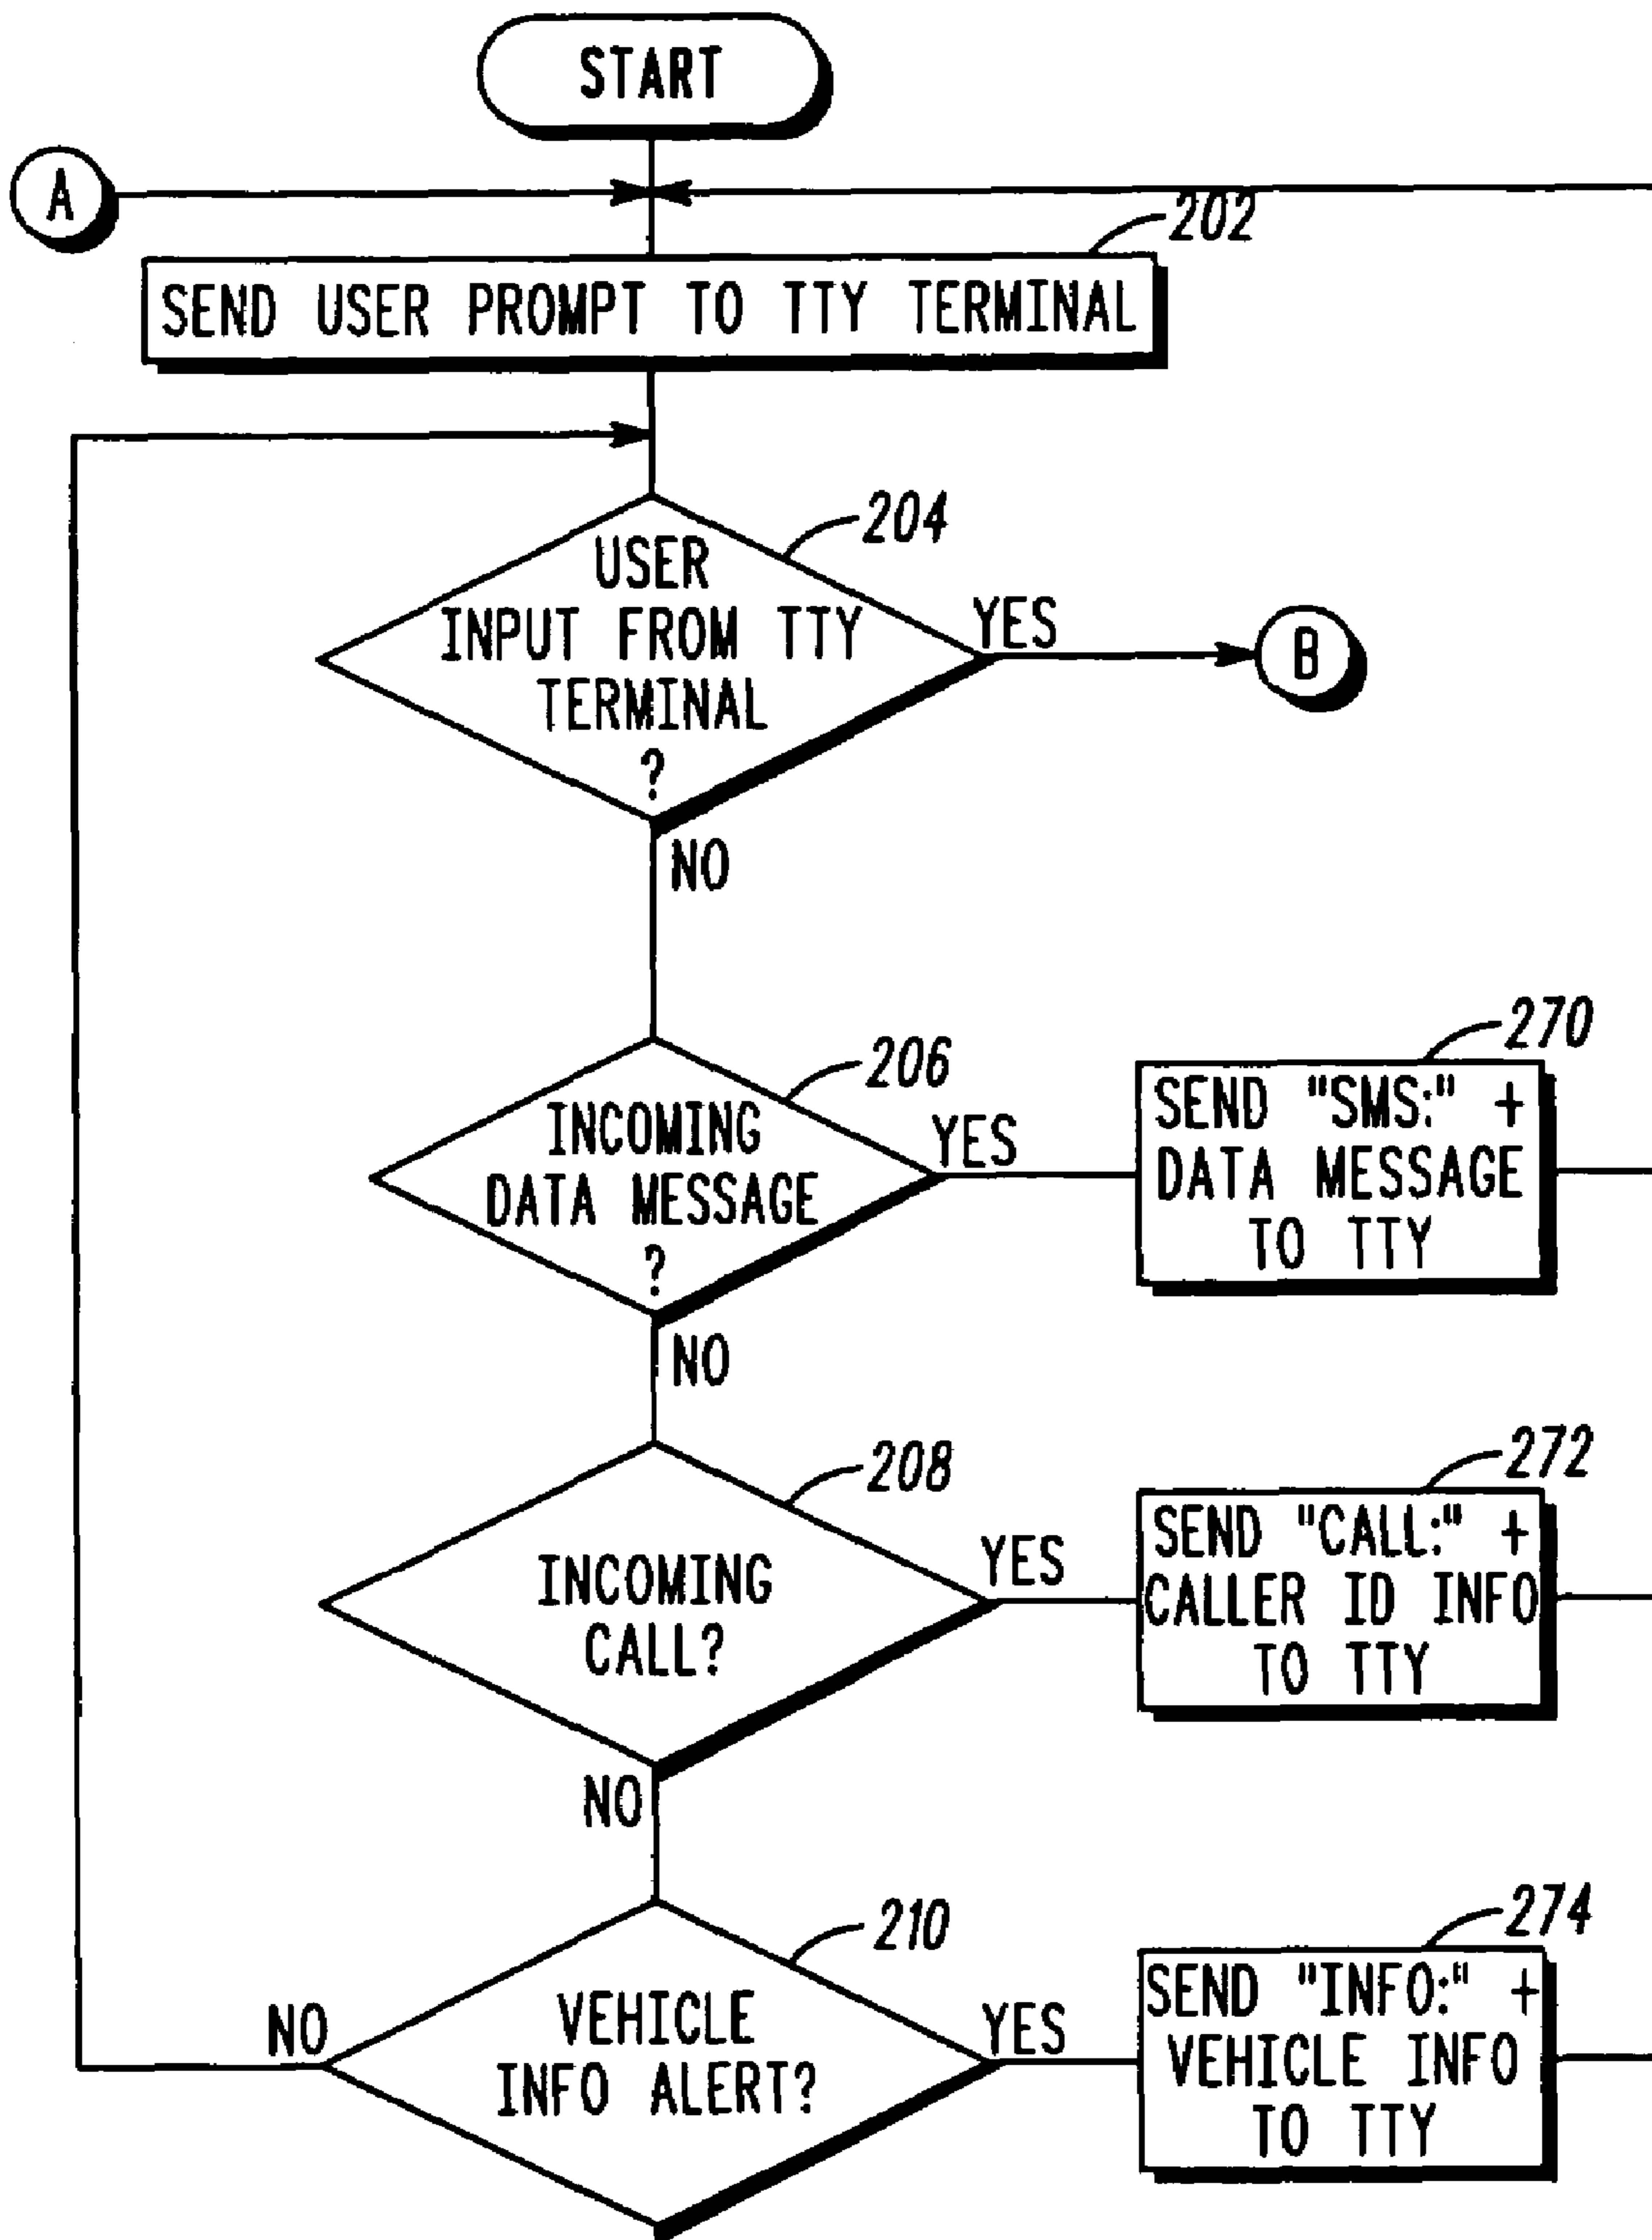 START
A
202
SEND USER PROMPT TO TTY TERMINAL
204
USER
INPUT FROM TTY
TERMINAL
?
YES
B
NO
206
INCOMING
DATA MESSAGE
?
YES
270
SEND "SMS:" +
DATA MESSAGE
TO TTY
NO
208
INCOMING
CALL?
YES
272
SEND "CALL:" +
CALLER ID INFO
TO TTY
NO
210
VEHICLE
INFO ALERT?
NO
YES
274
SEND "INFO:" +
VEHICLE INFO
TO TTY